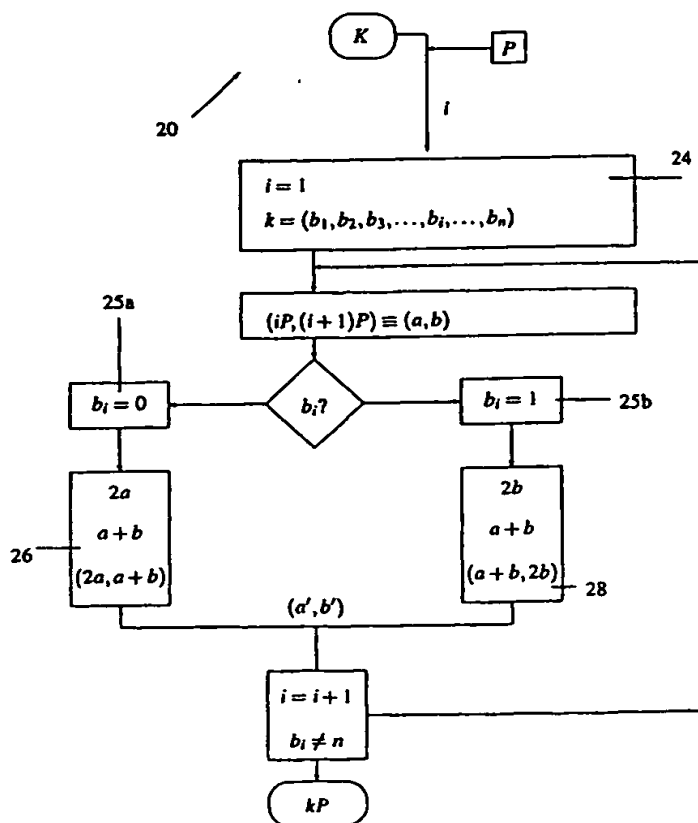 K
P
20
i
24
i = 1
k = (b₁,b₂,b₃,…,bᵢ,…,bₙ)
25a
(iP,(i+1)P) ≡ (a,b)
bᵢ = 0
bᵢ?
bᵢ = 1
25b
2a
2b
a+b
a+b
26
(2a,a+b)
(a+b,2b)
28
(a′,b′)
i = i+1
bᵢ ≠ n
kP